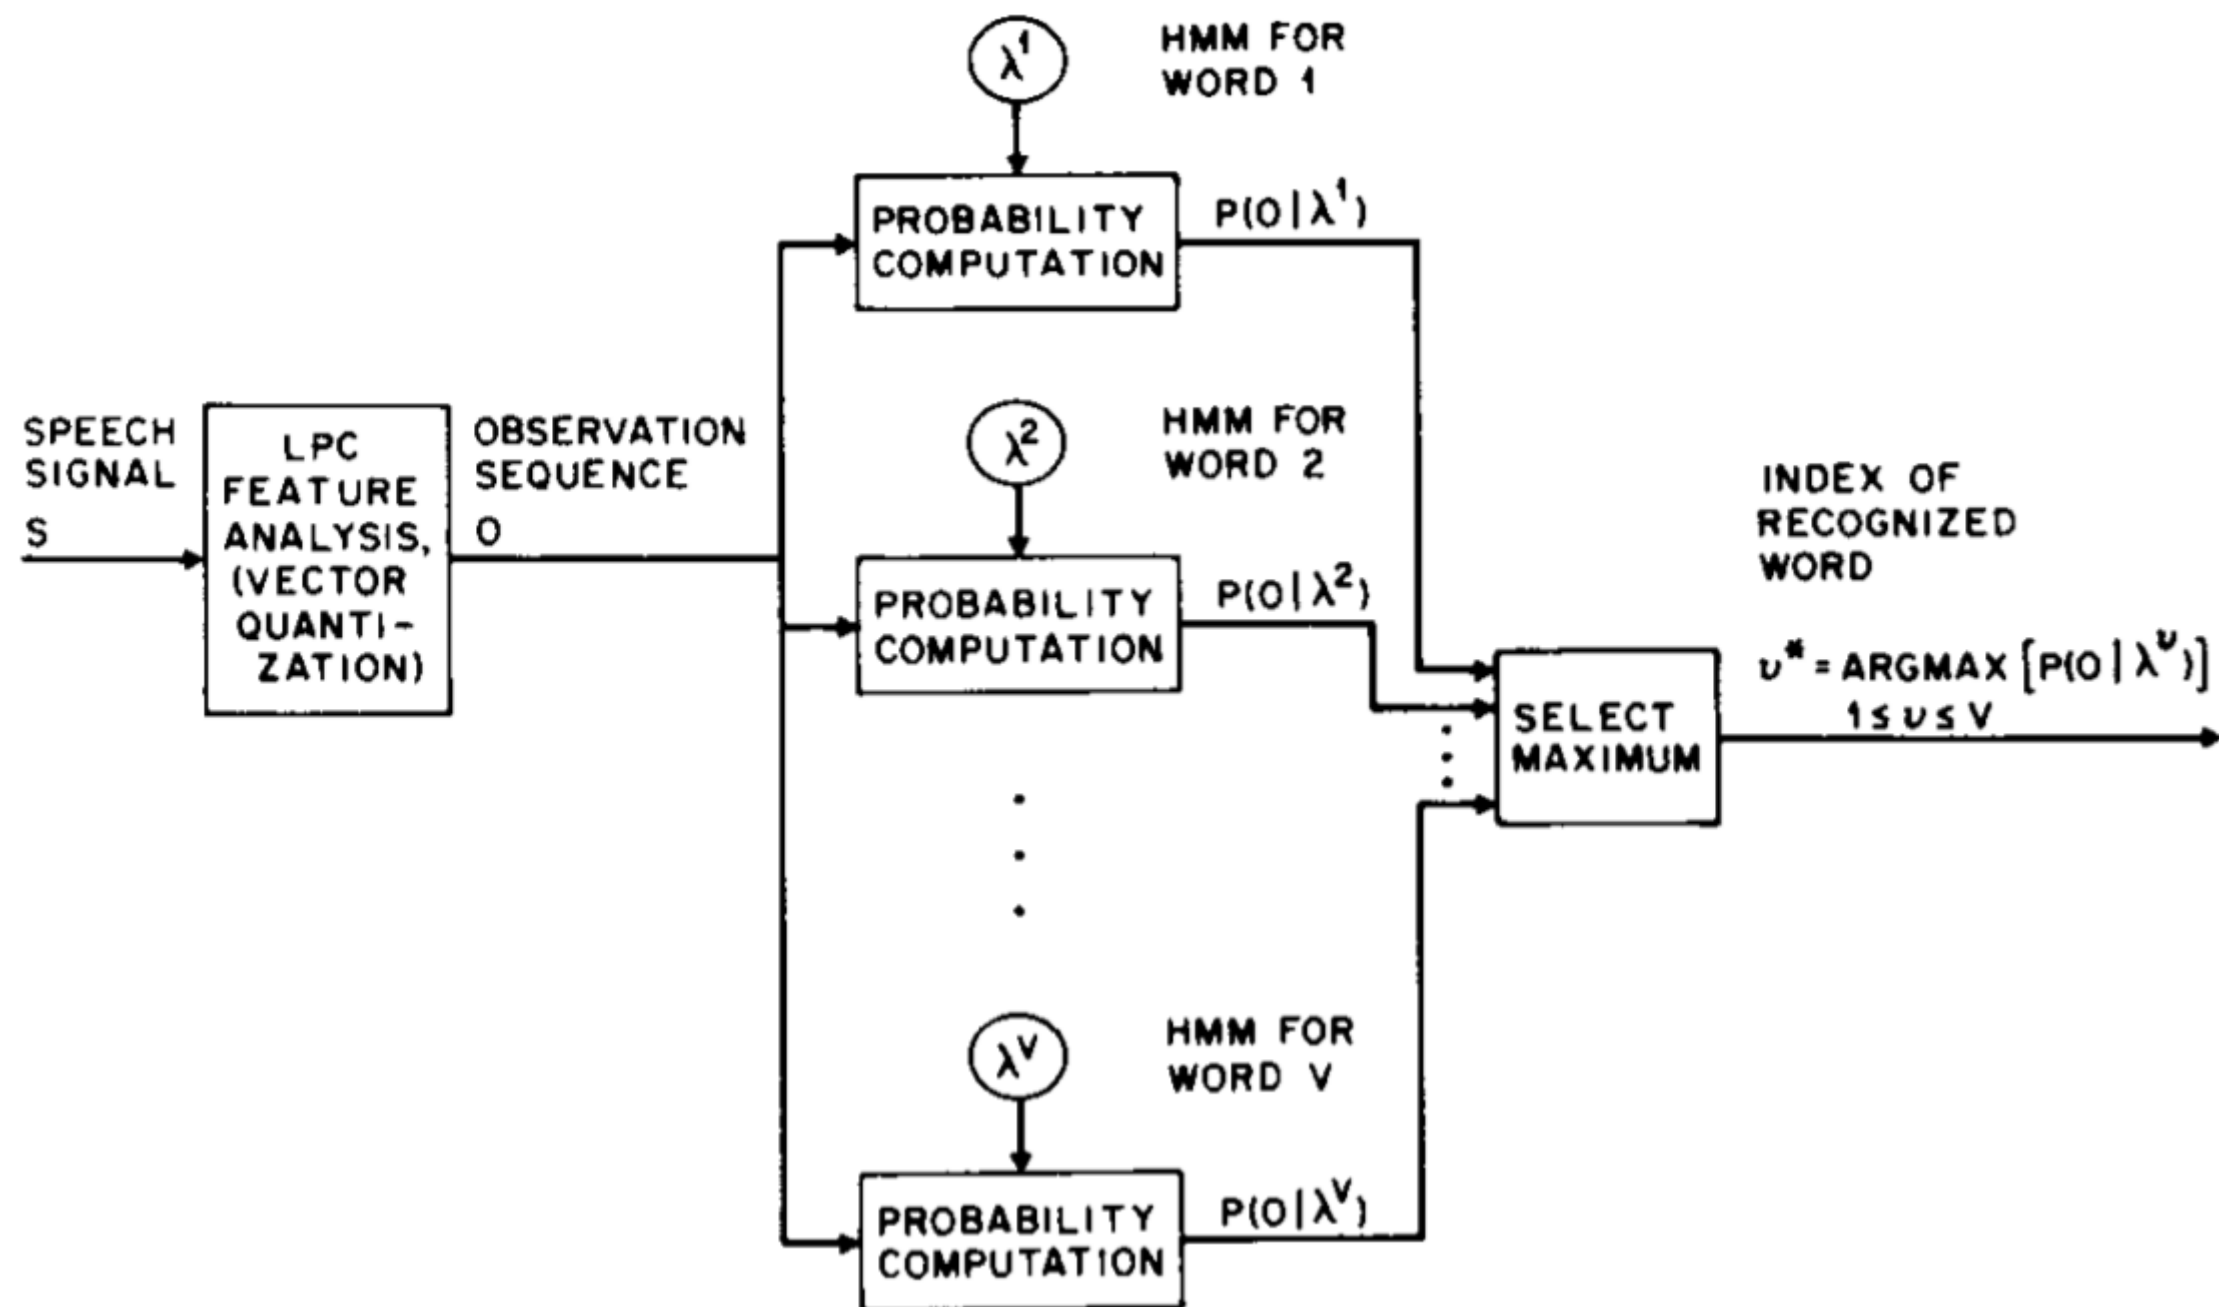 λ¹
HMM FOR
WORD 1
PROBABILITY
COMPUTATION
P(O|λ¹)
SPEECH
SIGNAL
S
LPC
FEATURE
ANALYSIS,
(VECTOR
QUANTI-
ZATION)
OBSERVATION
SEQUENCE
O
λ²
HMM FOR
WORD 2
PROBABILITY
COMPUTATION
P(O|λ²)
SELECT
MAXIMUM
INDEX OF
RECOGNIZED
WORD
υ* = ARGMAX [P(O|λ^υ)]
1 ≤ υ ≤ V
λ^V
HMM FOR
WORD V
PROBABILITY
COMPUTATION
P(O|λ^V)